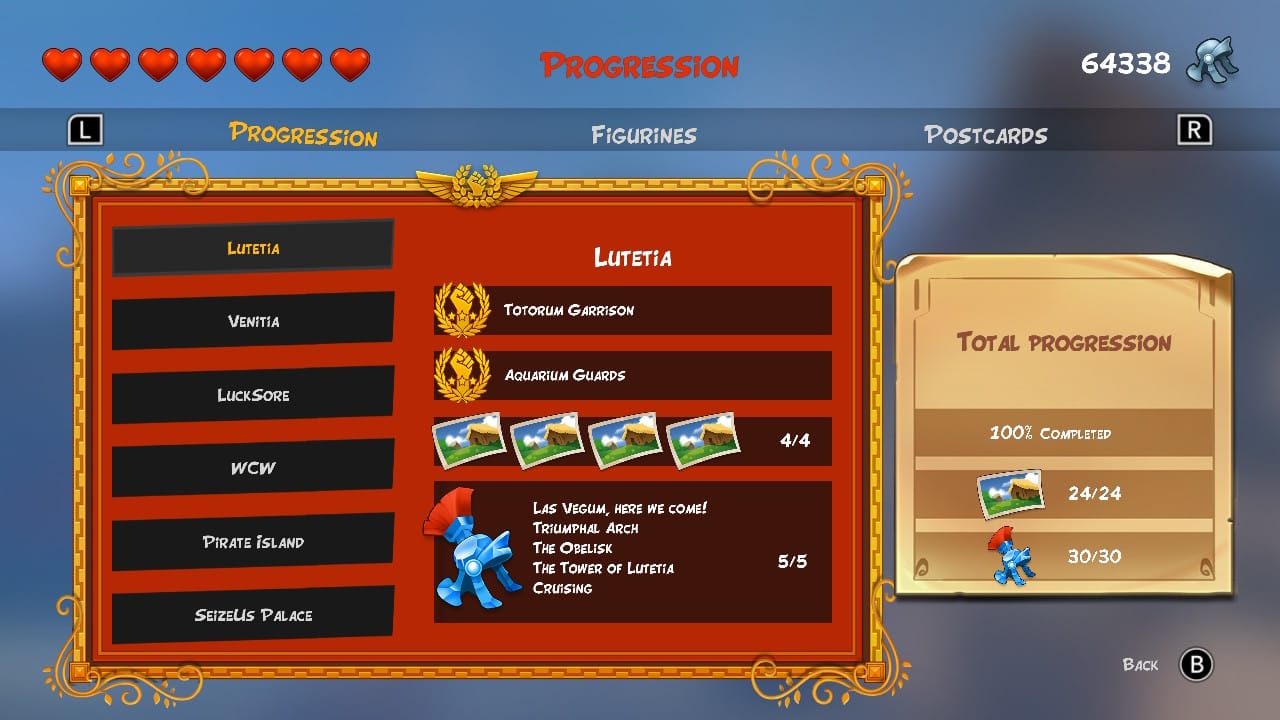 Progression
64338
L
Progression
Figurines
Postcards
R
Lutetia
Venitia
LuckSore
WCW
Pirate Island
SeizeUs Palace
Lutetia
Totorum Garrison
Aquarium Guards
4/4
Las Vegum, here we come!
Triumphal Arch
The Obelisk
The Tower of Lutetia
Cruising
5/5
Total progression
100% Completed
24/24
30/30
Back B